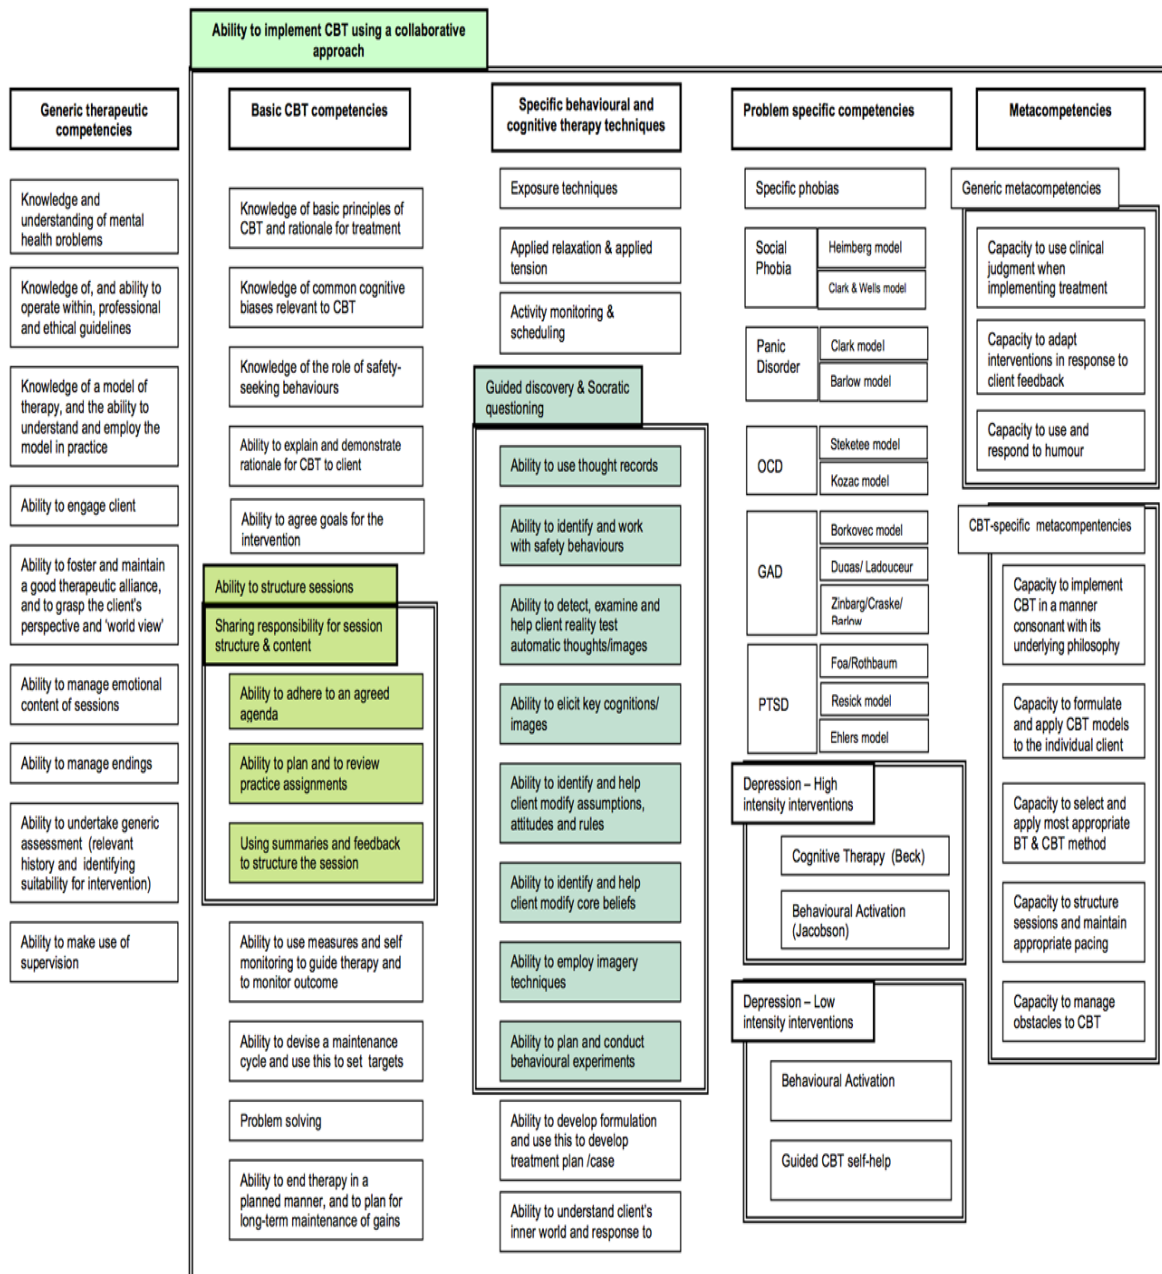 Ability to implement CBT using a collaborative
approach
Generic therapeutic
competencies
Knowledge and
understanding of mental
health problems
Knowledge of, and ability to
operate within, professional
and ethical guidelines
Knowledge of a model of
therapy, and the ability to
understand and employ the
model in practice
Ability to engage client
Ability to foster and maintain
a good therapeutic alliance,
and to grasp the client's
perspective and ‘world view’
Ability to manage emotional
content of sessions
Ability to manage endings
Ability to undertake generic
assessment (relevant
history and identifying
suitability for intervention)
Ability to make use of
supervision
Basic CBT competencies
Knowledge of basic principles of
CBT and rationale for treatment
Knowledge of common cognitive
biases relevant to CBT
Knowledge of the role of safety-
seeking behaviours
Ability to explain and demonstrate
rationale for CBT to client
Ability to agree goals for the
intervention
Ability to structure sessions
Sharing responsibility for session
structure & content
Ability to adhere to an agreed
agenda
Ability to plan and to review
practice assignments
Using summaries and feedback
to structure the session
Ability to use measures and self
monitoring to guide therapy and
to monitor outcome
Ability to devise a maintenance
cycle and use this to set targets
Problem solving
Ability to end therapy in a
planned manner, and to plan for
long-term maintenance of gains
Specific behavioural and
cognitive therapy techniques
Exposure techniques
Applied relaxation & applied
tension
Activity monitoring &
scheduling
Guided discovery & Socratic
questioning
Ability to use thought records
Ability to identify and work
with safety behaviours
Ability to detect, examine and
help client reality test
automatic thoughts/images
Ability to elicit key cognitions/
images
Ability to identify and help
client modify assumptions,
attitudes and rules
Ability to identify and help
client modify core beliefs
Ability to employ imagery
techniques
Ability to plan and conduct
behavioural experiments
Ability to develop formulation
and use this to develop
treatment plan /case
Ability to understand client's
inner world and response to
Problem specific competencies
Specific phobias
Social
Phobia
Heimberg model
Clark & Wells model
Panic
Disorder
Clark model
Barlow model
OCD
Steketee model
Kozac model
GAD
Borkovec model
Dugas/ Ladouceur
Zinbarg/Craske/
Barlow
PTSD
Foa/Rothbaum
Resick model
Ehlers model
Depression – High
intensity interventions
Cognitive Therapy (Beck)
Behavioural Activation
(Jacobson)
Depression – Low
intensity interventions
Behavioural Activation
Guided CBT self-help
Metacompetencies
Generic metacompetencies
Capacity to use clinical
judgment when
implementing treatment
Capacity to adapt
interventions in response to
client feedback
Capacity to use and
respond to humour
CBT-specific metacompentencies
Capacity to implement
CBT in a manner
consonant with its
underlying philosophy
Capacity to formulate
and apply CBT models
to the individual client
Capacity to select and
apply most appropriate
BT & CBT method
Capacity to structure
sessions and maintain
appropriate pacing
Capacity to manage
obstacles to CBT